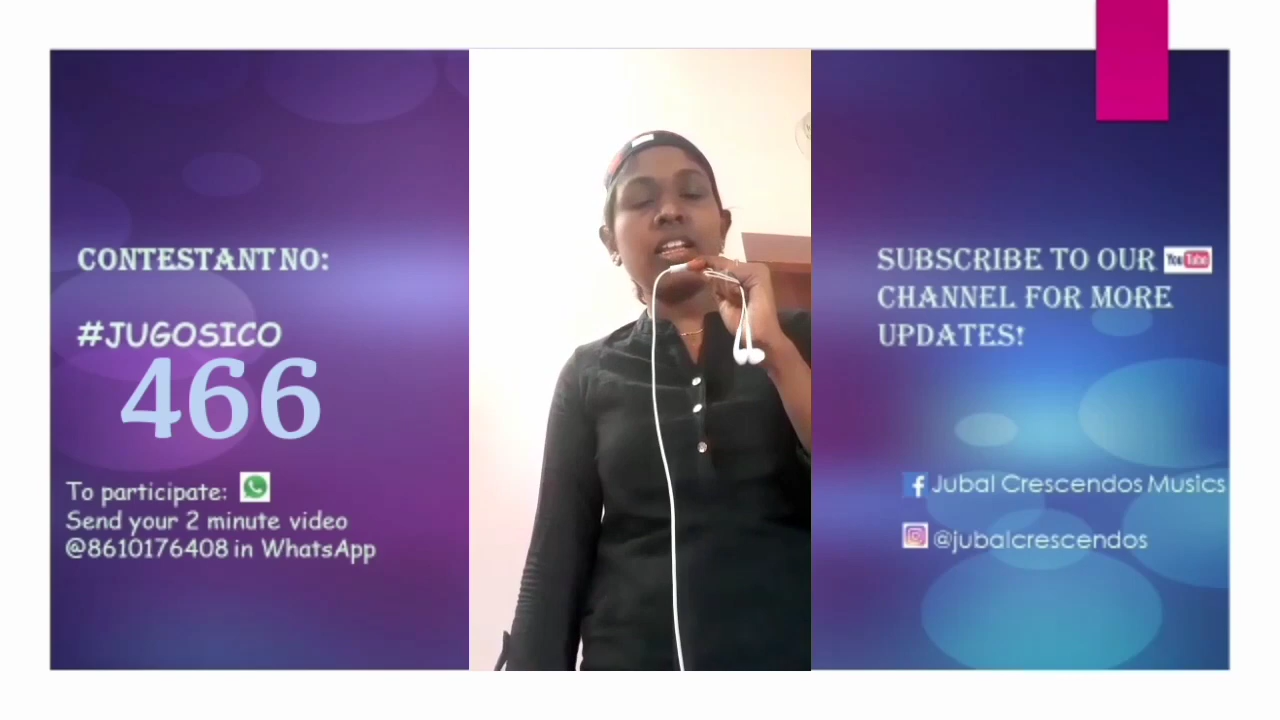 CONTESTANT NO:
#JUGOSICO
466
To participate:
Send your 2 minute video
@8610176408 in WhatsApp
SUBSCRIBE TO OUR YouTube
CHANNEL FOR MORE
UPDATES!
Jubal Crescendos Musics
@jubalcrescendos